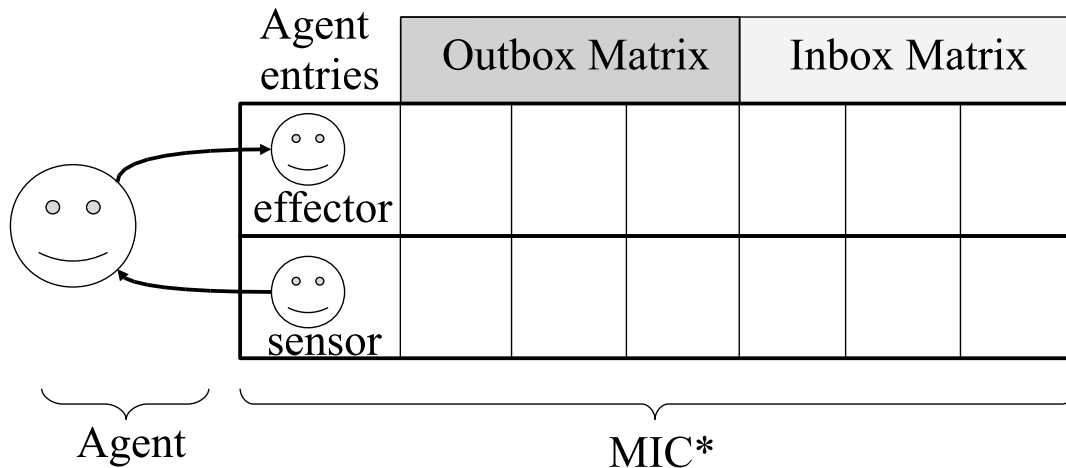 Agent
entries
Outbox Matrix
Inbox Matrix
effector
sensor
Agent
MIC*